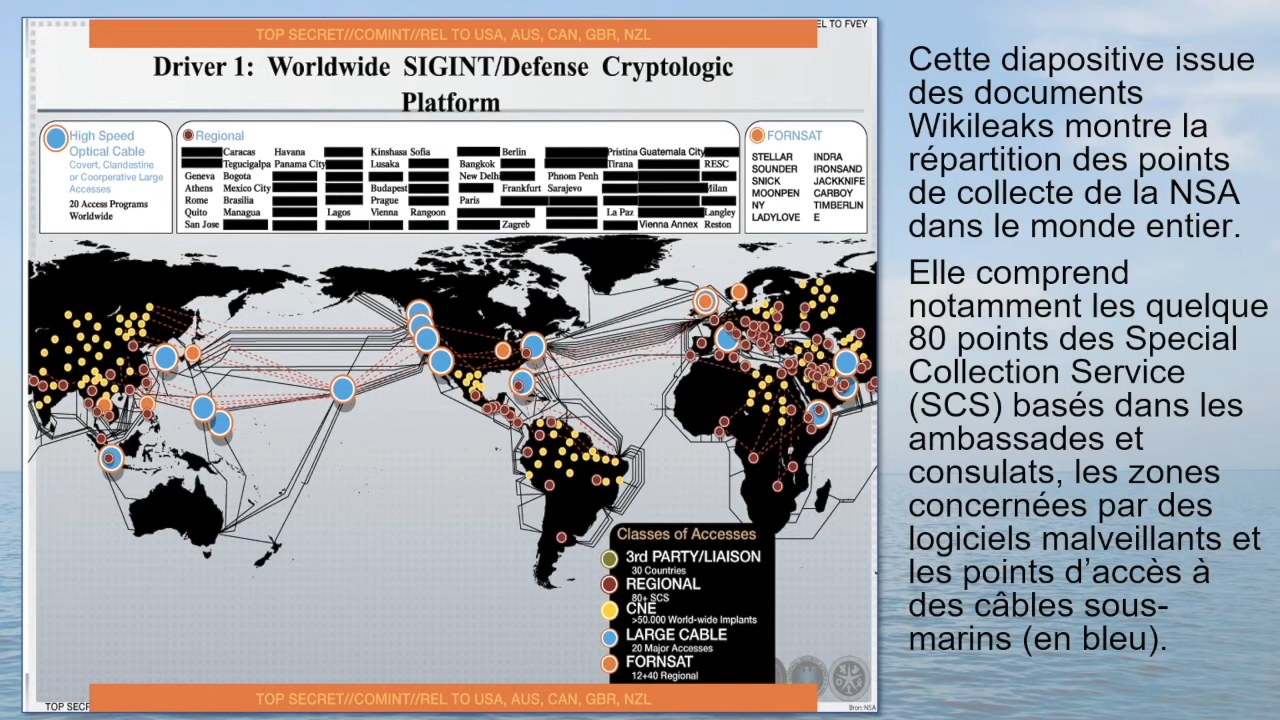 REL TO FVEY
TOP SECRET//COMINT//REL TO USA, AUS, CAN, GBR, NZL
Driver 1: Worldwide SIGINT/Defense Cryptologic
Platform
High Speed
Optical Cable
Covert, Clandestine
or Coorperative Large
Accesses
20 Access Programs
Worldwide
Regional
Caracas Havana Kinshasa Sofia Berlin Pristina Guatemala City
Tegucigalpa Panama City Lusaka Bangkok Tirana RESC
Geneva Bogota New Delhi Phnom Penh
Athens Mexico City Budapest Frankfurt Sarajevo Milan
Rome Brasilia Prague Paris
Quito Managua Lagos Vienna Rangoon La Paz Langley
San Jose Zagreb Vienna Annex Reston
FORNSAT
STELLAR INDRA
SOUNDER IRONSAND
SNICK JACKKNIFE
MOONPEN CARBOY
NY TIMBERLIN
LADYLOVE E
Classes of Accesses
3rd PARTY/LIAISON
30 Countries
REGIONAL
80+ SCS
CNE
>50.000 World-wide Implants
LARGE CABLE
20 Major Accesses
FORNSAT
12+40 Regional
TOP SECR
TOP SECRET//COMINT//REL TO USA, AUS, CAN, GBR, NZL
Bron: NSA
Cette diapositive issue
des documents
Wikileaks montre la
répartition des points
de collecte de la NSA
dans le monde entier.
Elle comprend
notamment les quelque
80 points des Special
Collection Service
(SCS) basés dans les
ambassades et
consulats, les zones
concernées par des
logiciels malveillants et
les points d’accès à
des câbles sous-
marins (en bleu).